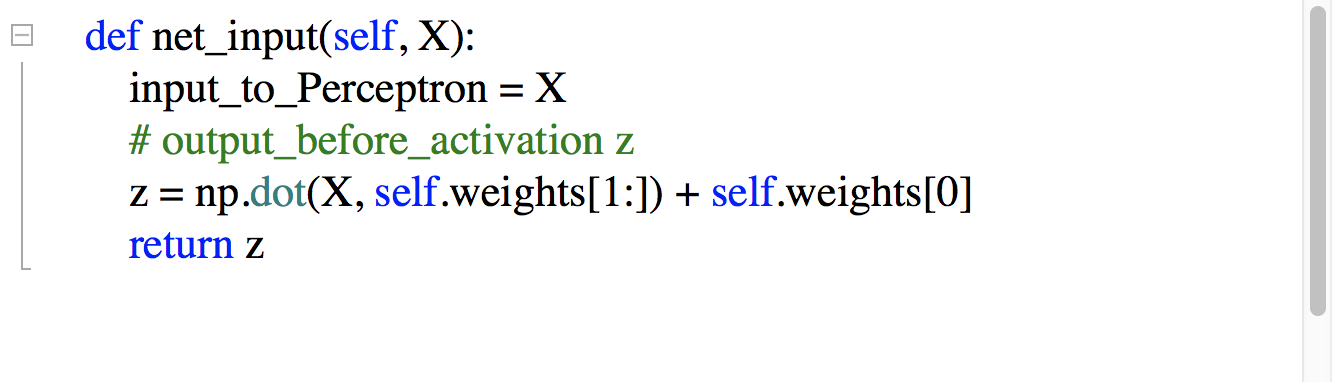 def net_input(self, X):
input_to_Perceptron = X
# output_before_activation z
z = np.dot(X, self.weights[1:]) + self.weights[0]
return z